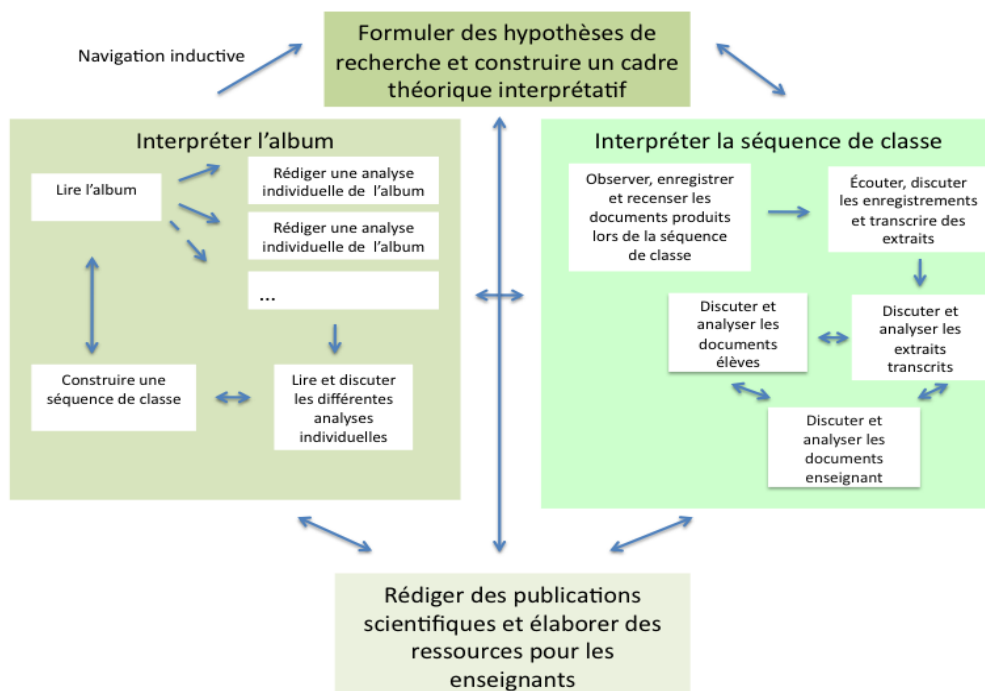 Formuler des hypothèses de
recherche et construire un cadre
théorique interprétatif
Navigation inductive
Interpréter l’album
Lire l’album
Rédiger une analyse
individuelle de l’album
Rédiger une analyse
individuelle de l’album
...
Construire une
séquence de classe
Lire et discuter
les différentes
analyses
individuelles
Interpréter la séquence de classe
Observer, enregistrer
et recenser les
documents produits
lors de la séquence
de classe
Écouter, discuter
les enregistrements
et transcrire des
extraits
Discuter et
analyser les
documents
élèves
Discuter et
analyser les
extraits
transcrits
Discuter et
analyser les
documents
enseignant
Rédiger des publications
scientifiques et élaborer des
ressources pour les
enseignants